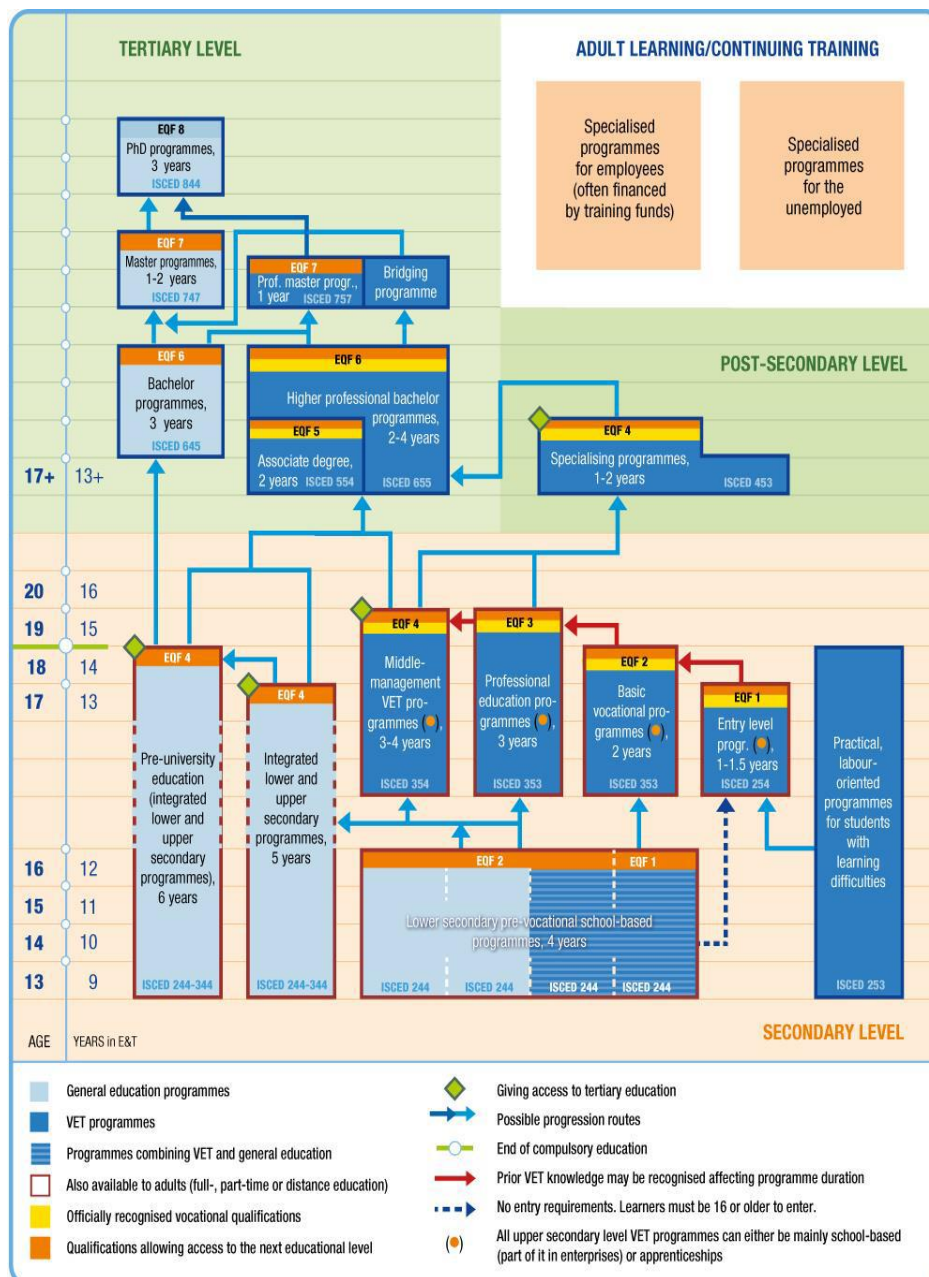 TERTIARY LEVEL
ADULT LEARNING/CONTINUING TRAINING
Specialised
programmes
for employees
(often financed
by training funds)
Specialised
programmes
for the
unemployed
EQF 8
PhD programmes,
3 years
ISCED 844
EQF 7
Master programmes,
1-2 years
ISCED 747
EQF 7
Prof. master progr.,
1 year ISCED 757
Bridging
programme
EQF 6
Bachelor
programmes,
3 years
ISCED 645
EQF 6
Higher professional bachelor
programmes,
2-4 years
ISCED 655
EQF 5
Associate degree,
2 years ISCED 554
POST-SECONDARY LEVEL
EQF 4
Specialising programmes,
1-2 years
ISCED 453
17+ 13+
20 16
19 15
18 14
17 13
16 12
15 11
14 10
13 9
AGE YEARS in E&T
EQF 4
Pre-university
education
(integrated
lower and
upper
secondary
programmes),
6 years
ISCED 244-344
EQF 4
Integrated
lower and
upper
secondary
programmes,
5 years
ISCED 244-344
EQF 4
Middle-
management
VET pro-
grammes ( ),
3-4 years
ISCED 354
EQF 3
Professional
education pro-
grammes ( ),
3 years
ISCED 353
EQF 2
Basic
vocational pro-
grammes ( ),
2 years
ISCED 353
EQF 1
Entry level
progr. ( ),
1-1.5 years
ISCED 254
Practical,
labour-
oriented
programmes
for students
with
learning
difficulties
ISCED 253
EQF 2 EQF 1
Lower secondary pre-vocational school-based
programmes, 4 years
ISCED 244 ISCED 244 ISCED 244 ISCED 244
SECONDARY LEVEL
General education programmes
VET programmes
Programmes combining VET and general education
Also available to adults (full-, part-time or distance education)
Officially recognised vocational qualifications
Qualifications allowing access to the next educational level
Giving access to tertiary education
Possible progression routes
End of compulsory education
Prior VET knowledge may be recognised affecting programme duration
No entry requirements. Learners must be 16 or older to enter.
( ) All upper secondary level VET programmes can either be mainly school-based
(part of it in enterprises) or apprenticeships